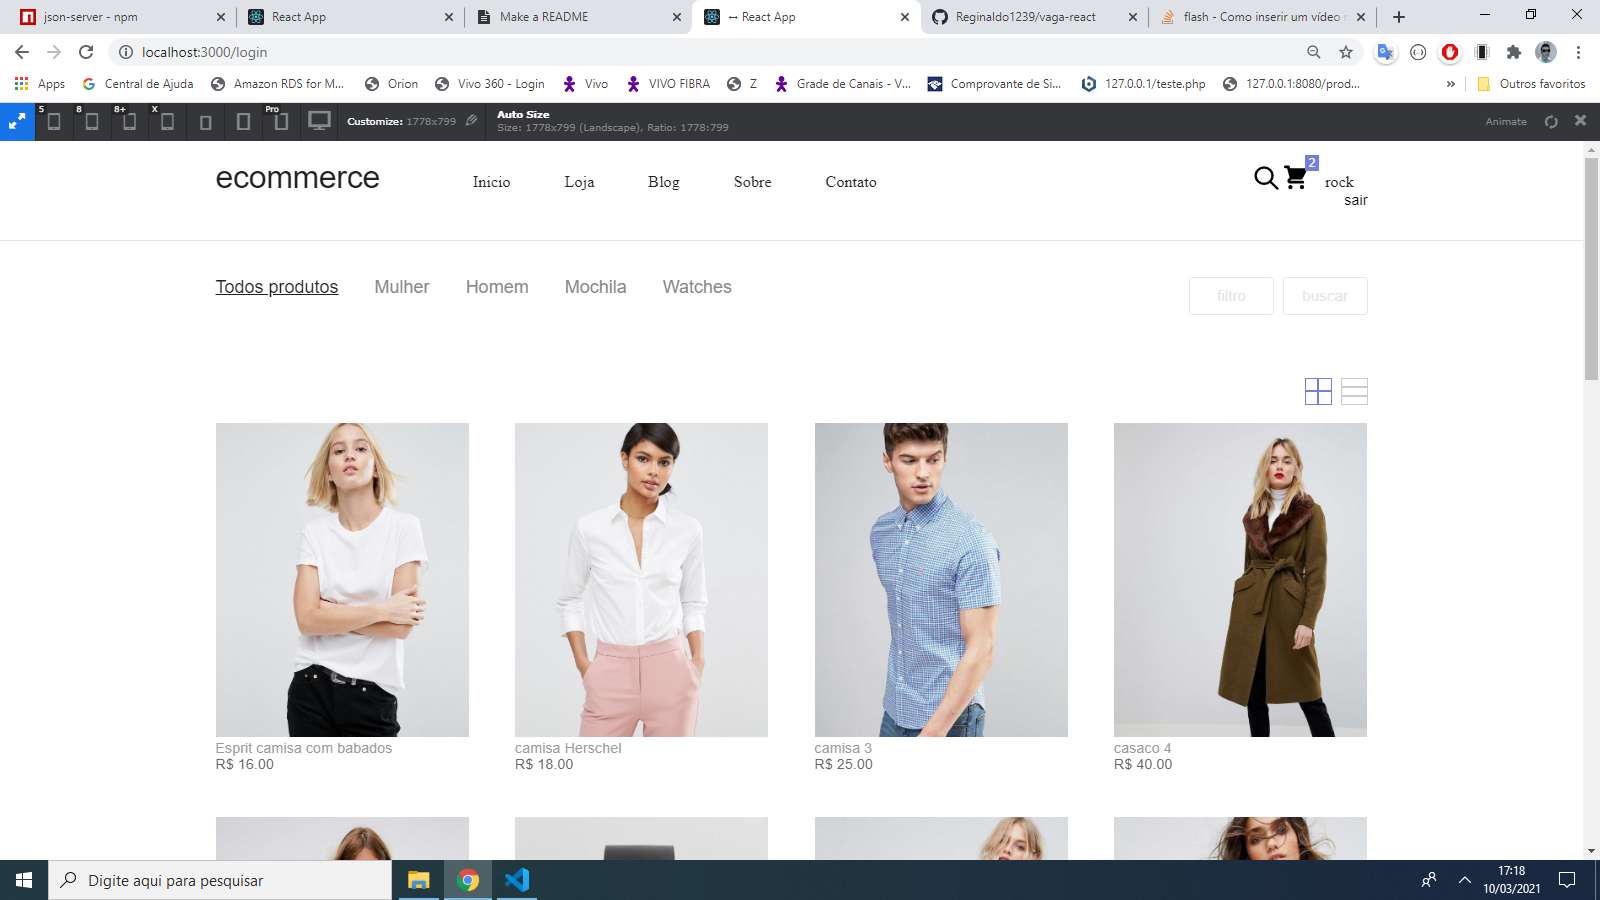 json-server - npm
React App
Make a README
↔ React App
Reginaldo1239/vaga-react
flash - Como inserir um vídeo
localhost:3000/login
Apps
Central de Ajuda
Amazon RDS for M...
Orion
Vivo 360 - Login
Vivo
VIVO FIBRA
Z
Grade de Canais - V...
Comprovante de Si...
127.0.0.1/teste.php
127.0.0.1:8080/prod...
»
Outros favoritos
5
8
8+
X
Pro
Customize: 1778x799
Auto Size
Size: 1778x799 (Landscape), Ratio: 1778:799
Animate
ecommerce
Inicio
Loja
Blog
Sobre
Contato
2
rock
sair
Todos produtos
Mulher
Homem
Mochila
Watches
filtro
buscar
Esprit camisa com babados
R$ 16.00
camisa Herschel
R$ 18.00
camisa 3
R$ 25.00
casaco 4
R$ 40.00
Digite aqui para pesquisar
17:18
10/03/2021